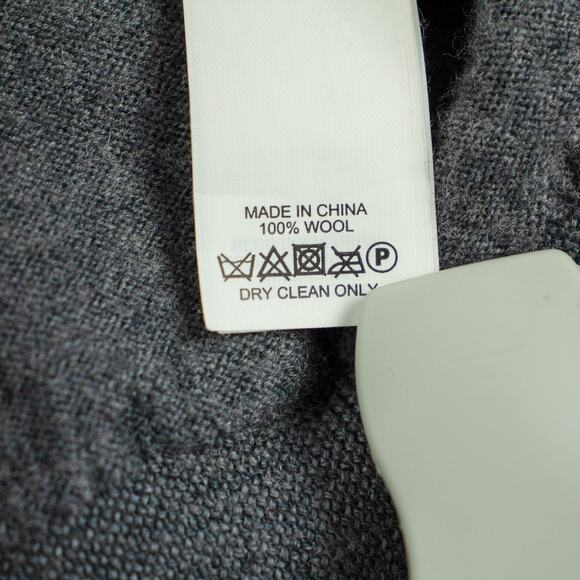 MADE IN CHINA
100% WOOL
P
DRY CLEAN ONLY